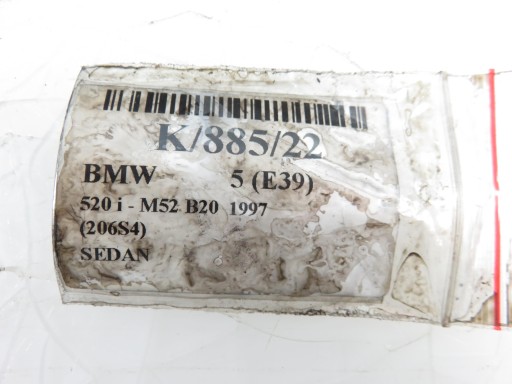 K/885/22
BMW 5 (E39)
520 i - M52 B20 1997
(206S4)
SEDAN